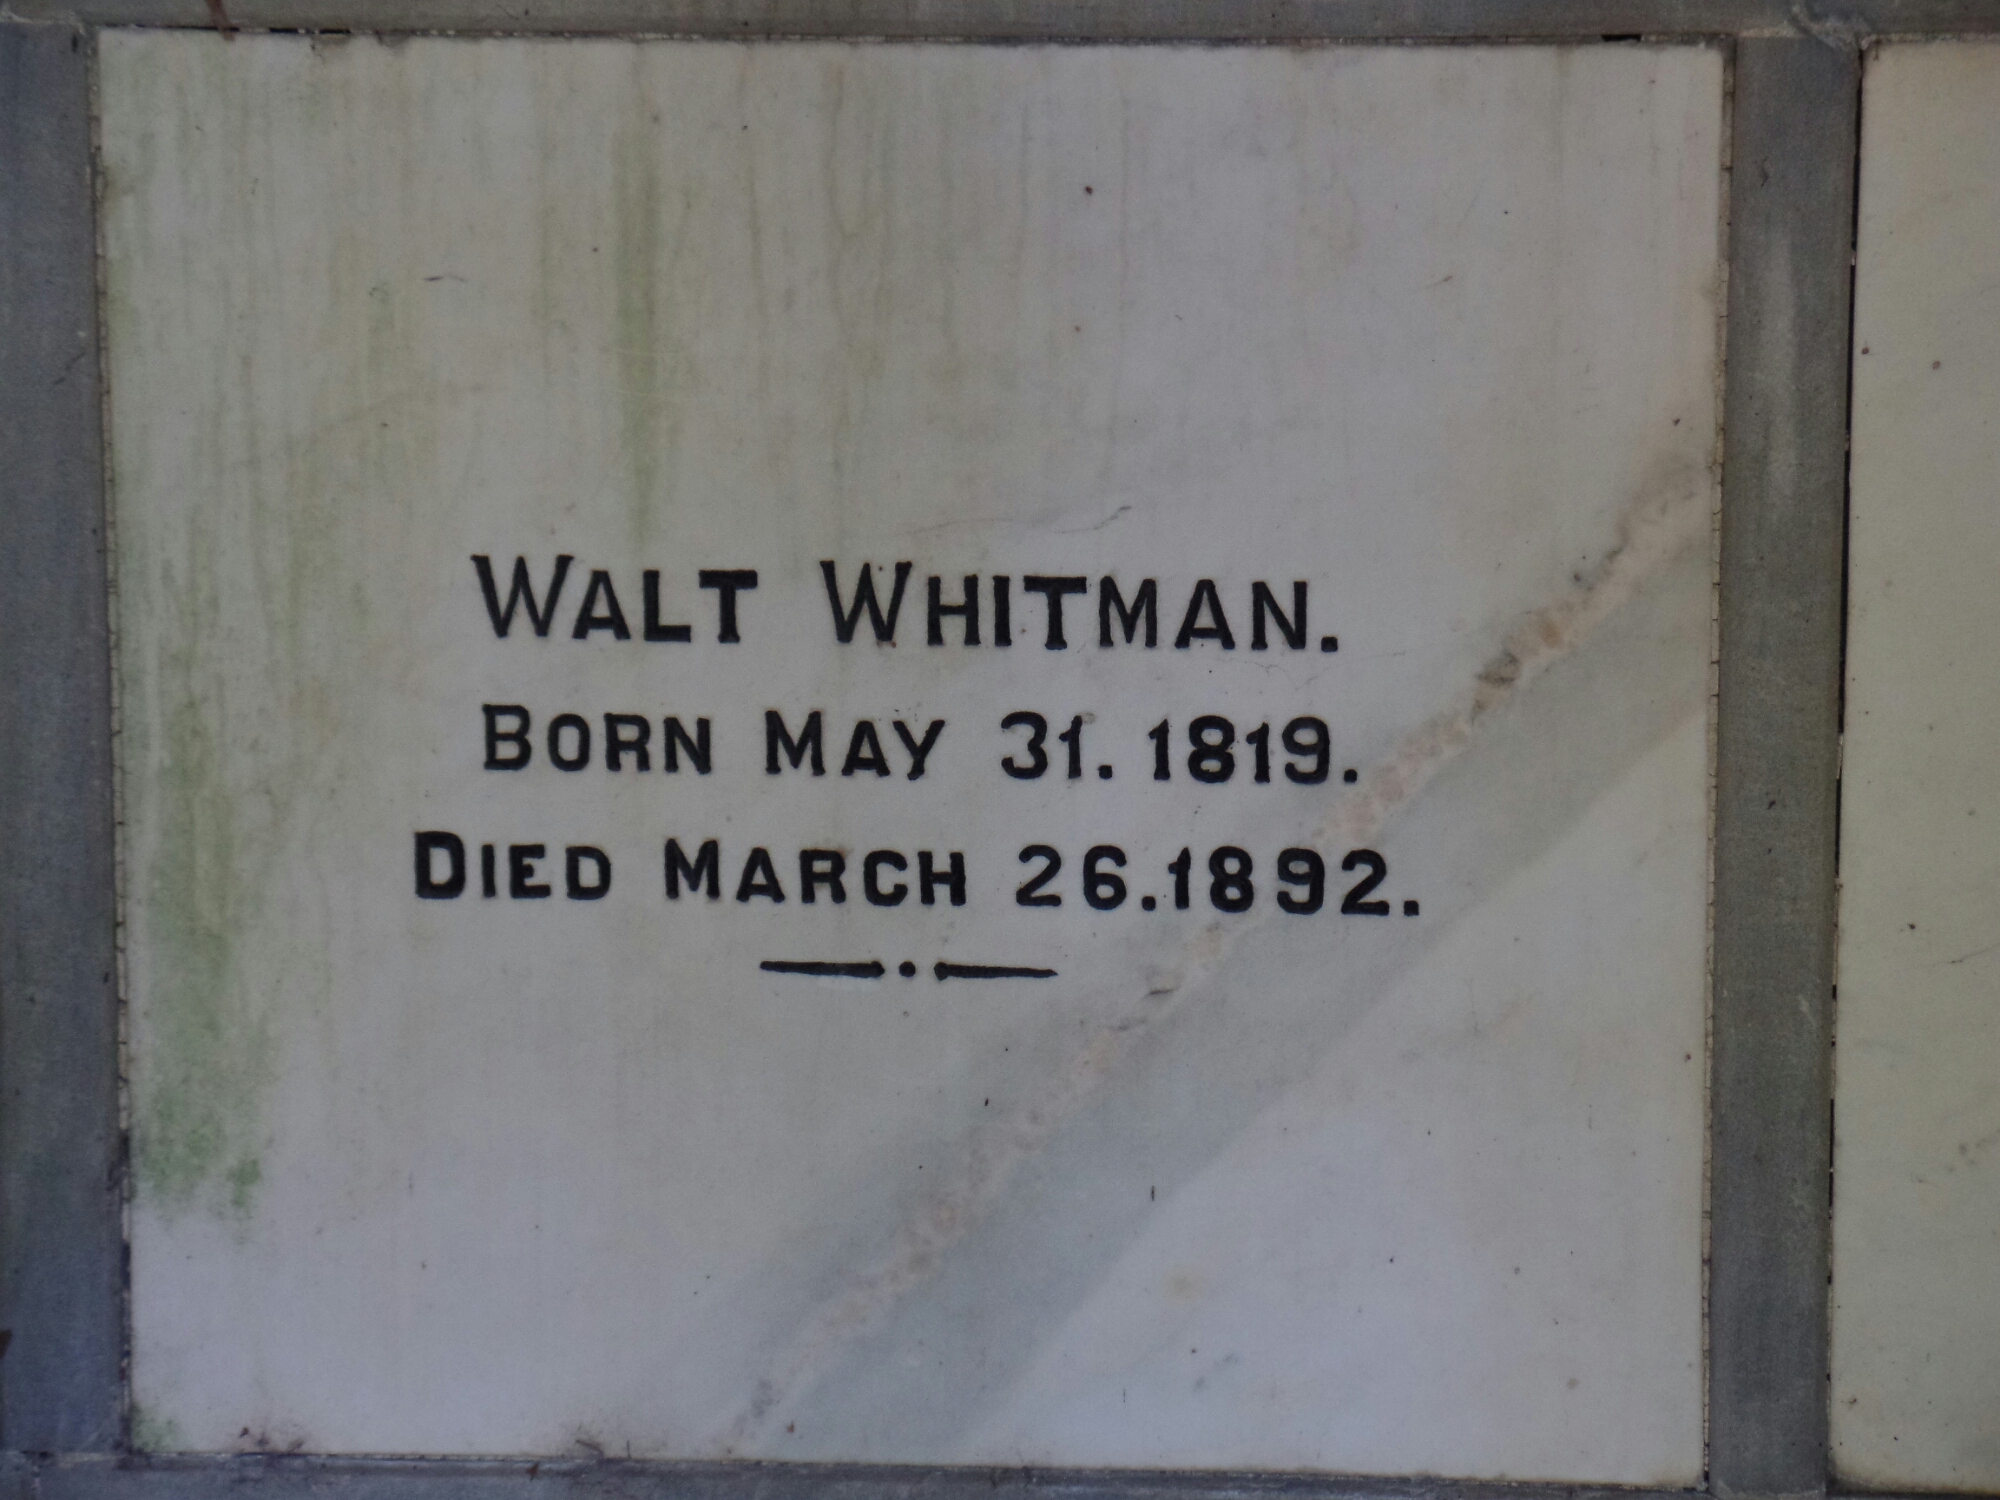 WALT WHITMAN.
BORN MAY 31. 1819.
DIED MARCH 26.1892.